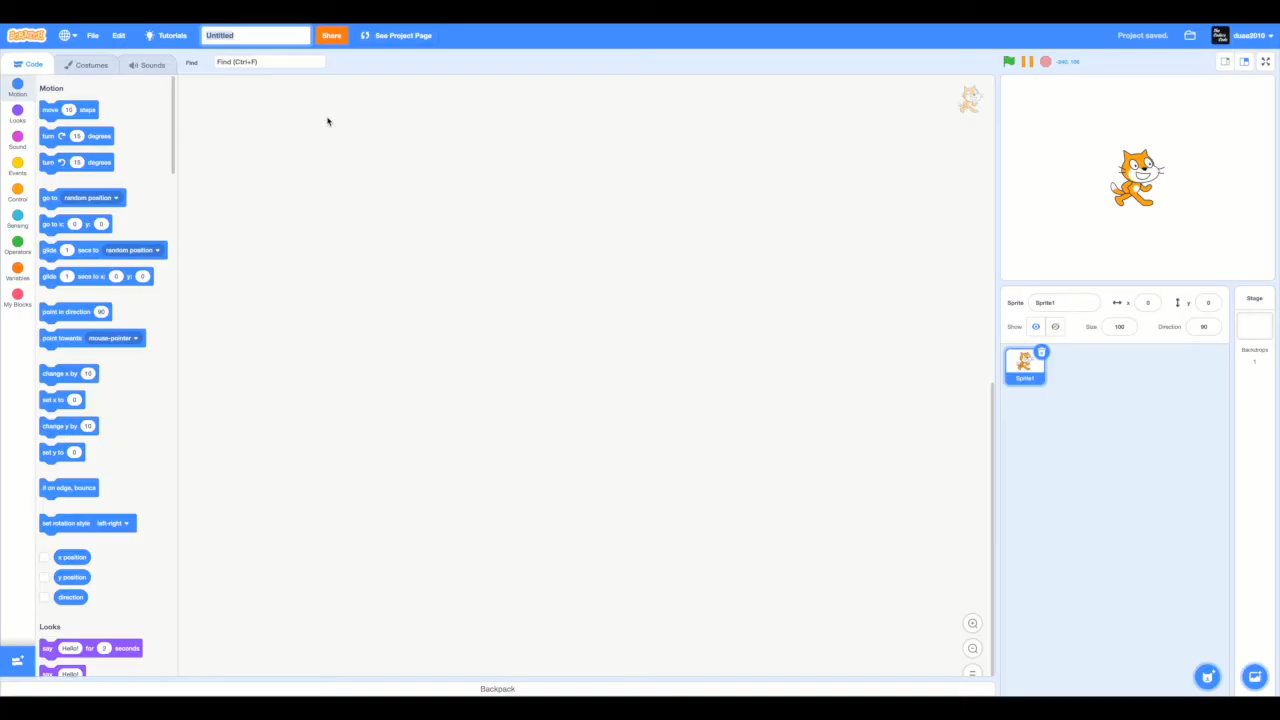 SCRATCH File Edit Tutorials Untitled Share See Project Page Project saved. duaa2010
Code Costumes Sounds Find Find (Ctrl+F) -240, 166
Motion
Looks
Sound
Events
Control
Sensing
Operators
Variables
My Blocks
Motion
move 10 steps
turn 15 degrees
turn 15 degrees
go to random position
go to x: 0 y: 0
glide 1 secs to random position
glide 1 secs to x: 0 y: 0
point in direction 90
point towards mouse-pointer
change x by 10
set x to 0
change y by 10
set y to 0
if on edge, bounce
set rotation style left-right
x position
y position
direction
Looks
say Hello! for 2 seconds
say Hello!
Sprite Sprite1 x 0 y 0
Show Size 100 Direction 90
Sprite1
Stage
Backdrops
1
Backpack